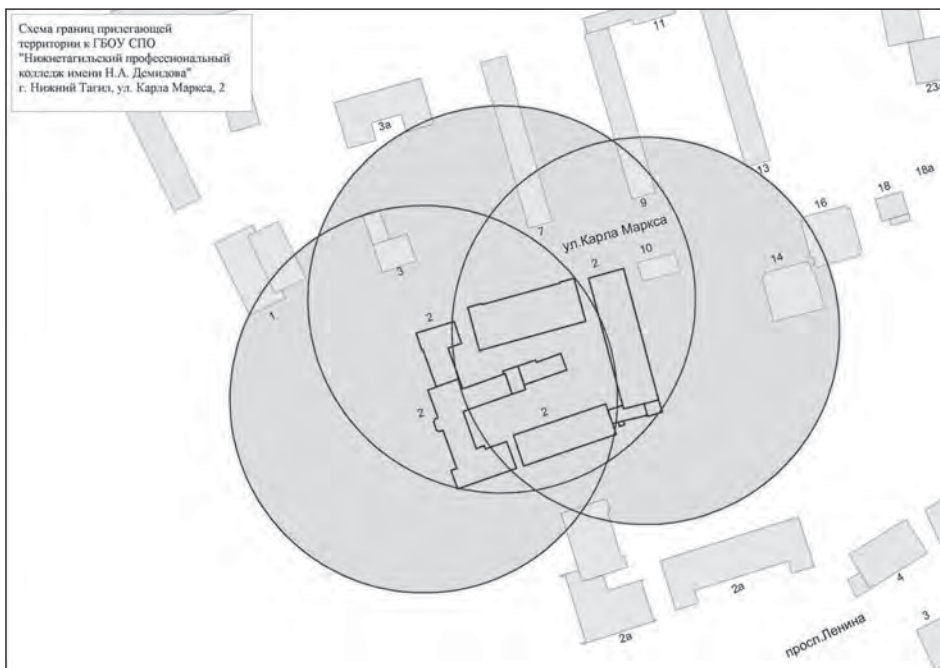 Схема границ прилегающей
территории к ГБОУ СПО
"Нижнетагильский профессиональный
колледж имени Н.А. Демидова"
г. Нижний Тагил, ул. Карла Маркса, 2
11
3а
23
13
18а
18
16
9
7
ул.Карла Маркса
10
2
14
3
1
2
2
2
2а
2а
4
3
просп.Ленина